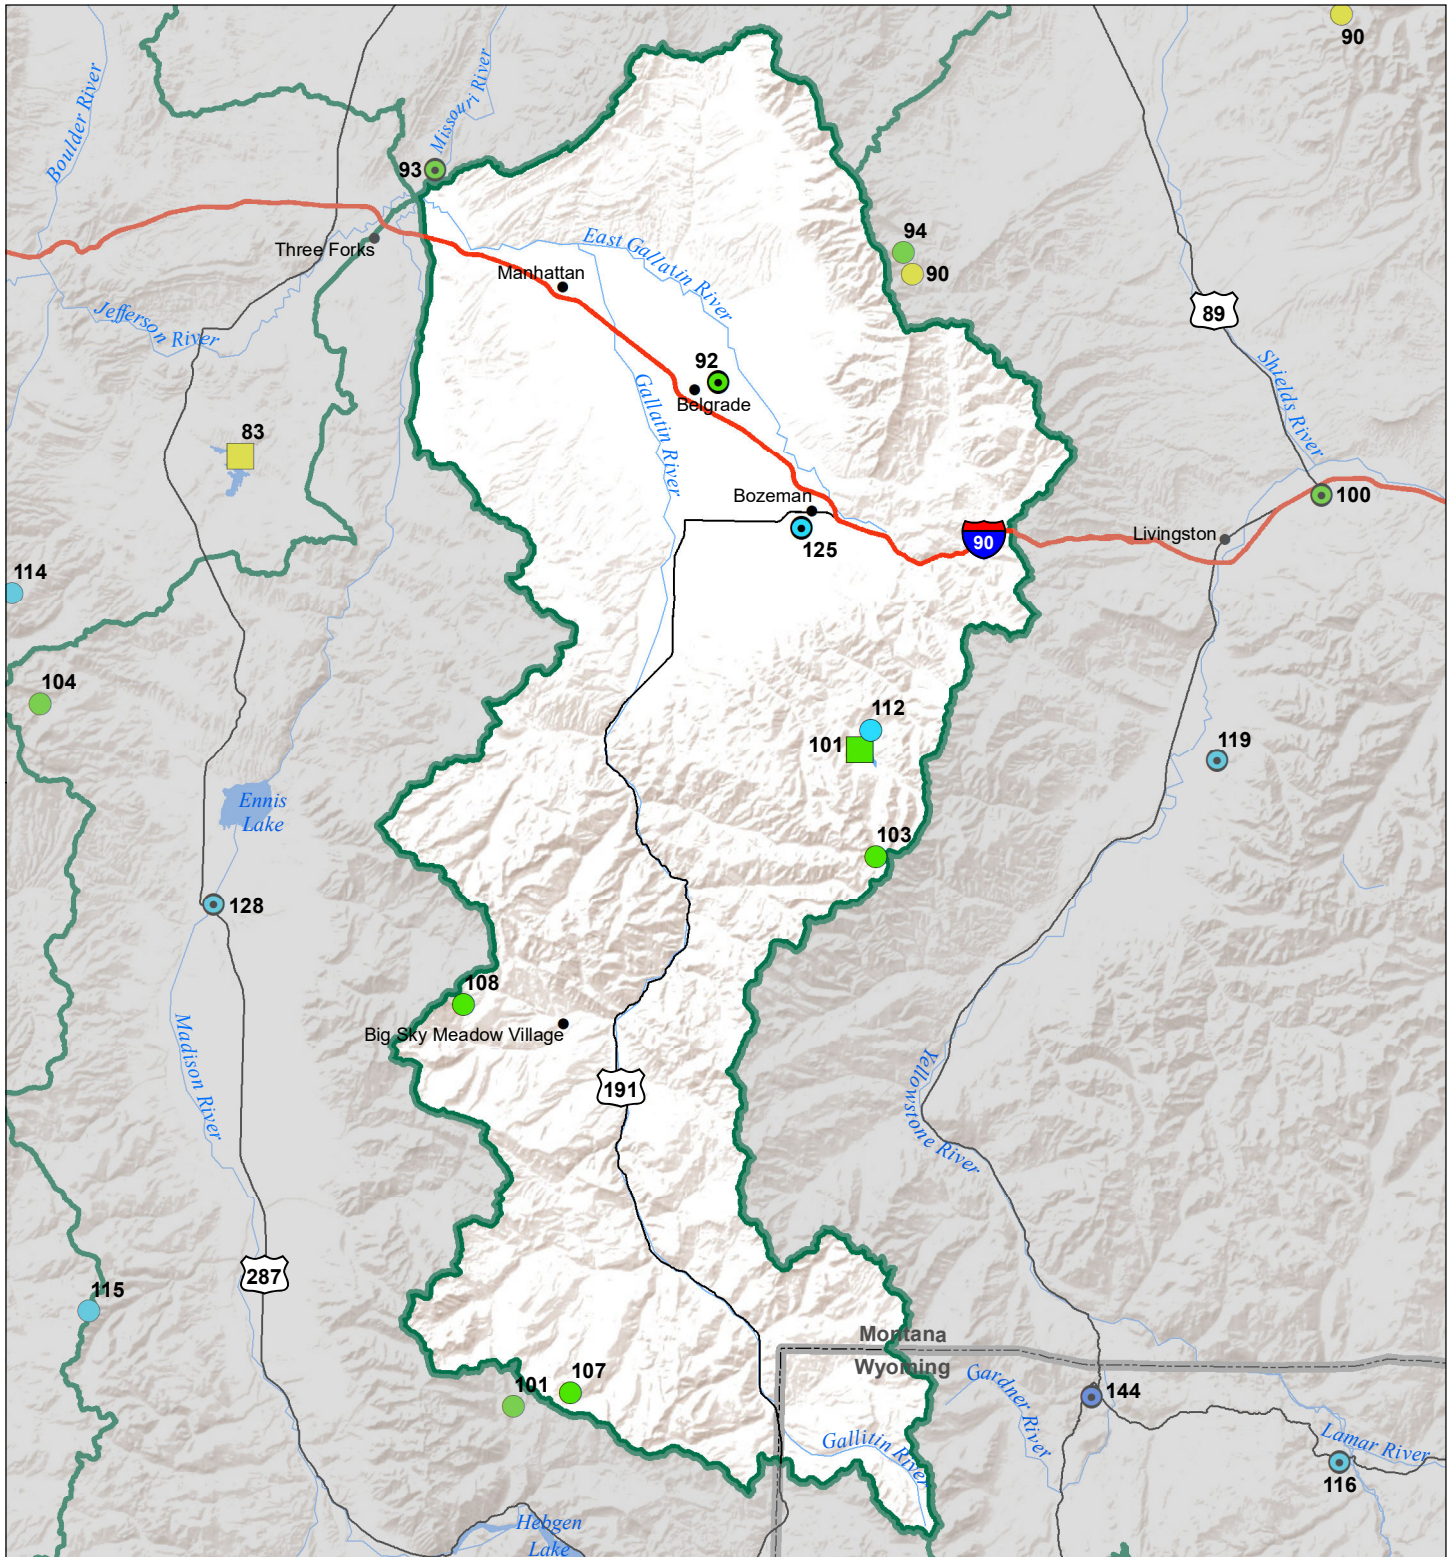 90
Boulder River
Missouri River
93
94
90
East Gallatin River
Three Forks
Manhattan
89
Jefferson River
Shields River
92
Belgrade
Gallatin River
83
Bozeman
100
125
90
Livingston
114
104
112
119
101
Ennis
Lake
103
128
108
Big Sky Meadow Village
Madison River
191
Yellowstone River
287
115
Montana
Wyoming
Gardner River
101
107
144
Gallitin River
Lamar River
116
Hebgen
Lake